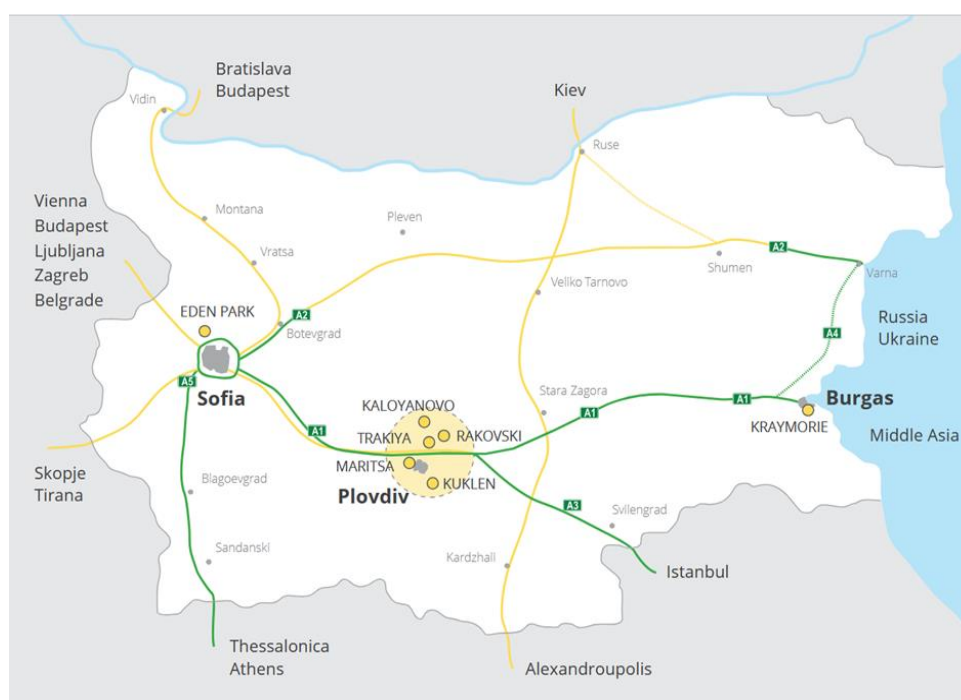 Bratislava
Budapest
Kiev
Vidin
Ruse
Vienna
Budapest
Ljubljana
Zagreb
Belgrade
Montana
Pleven
Vratsa
A2
Shumen
Varna
Veliko Tarnovo
EDEN PARK
A2
Botevgrad
Russia
Ukraine
A4
A5
Sofia
Stara Zagora
KALOYANOVO
A1
A1
Burgas
A1
TRAKIYA
RAKOVSKI
KRAYMORIE
Middle Asia
Skopje
Tirana
MARITSA
KUKLEN
Plovdiv
Blagoevgrad
A3
Svilengrad
Sandanski
Kardzhali
Istanbul
Thessalonica
Athens
Alexandroupolis